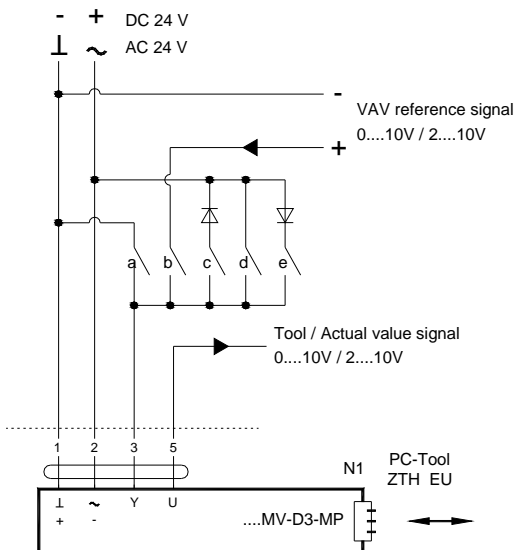 - + DC 24 V
⊥ ~ AC 24 V
-
VAV reference signal
0....10V / 2....10V
+
a b c d e
Tool / Actual value signal
0....10V / 2....10V
1 2 3 5
N1 PC-Tool
ZTH EU
⊥ ~ Y U
+ -
....MV-D3-MP